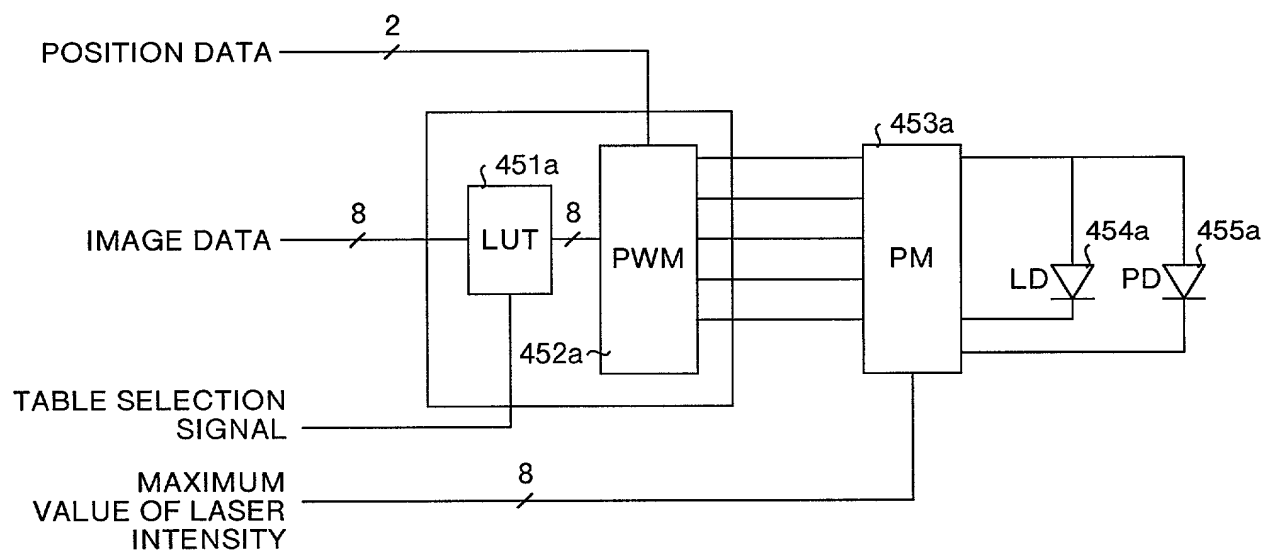 2
POSITION DATA
453a
451a
8
8
454a
455a
IMAGE DATA
LUT
PWM
PM
LD
PD
452a
TABLE SELECTION
SIGNAL
8
MAXIMUM
VALUE OF LASER
INTENSITY